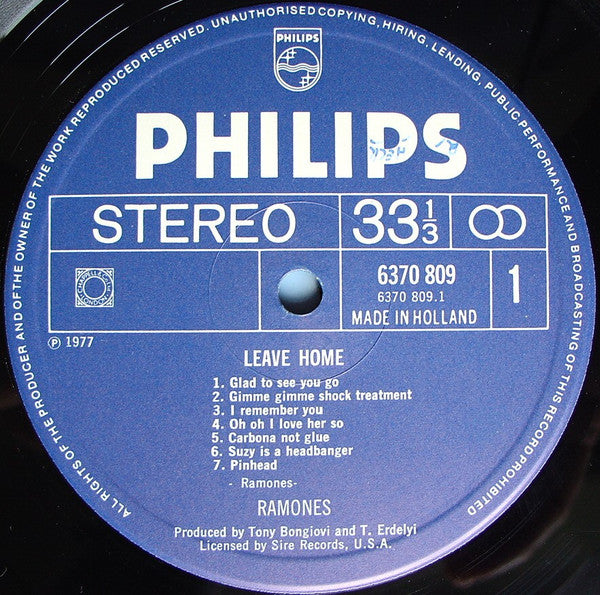 ALL RIGHTS OF THE PRODUCER AND OF THE OWNER OF THE WORK REPRODUCED RESERVED. UNAUTHORISED COPYING, HIRING, LENDING, PUBLIC PERFORMANCE AND BROADCASTING OF THIS RECORD PROHIBITED
PHILIPS
PHILIPS
STEREO 33 1/3
6370 809
6370 809.1
MADE IN HOLLAND
1
CHAPPELL
LONDON
Ⓟ 1977
LEAVE HOME
1. Glad to see you go
2. Gimme gimme shock treatment
3. I remember you
4. Oh oh I love her so
5. Carbona not glue
6. Suzy is a headbanger
7. Pinhead
- Ramones-
RAMONES
Produced by Tony Bongiovi and T. Erdelyi
Licensed by Sire Records, U.S.A.